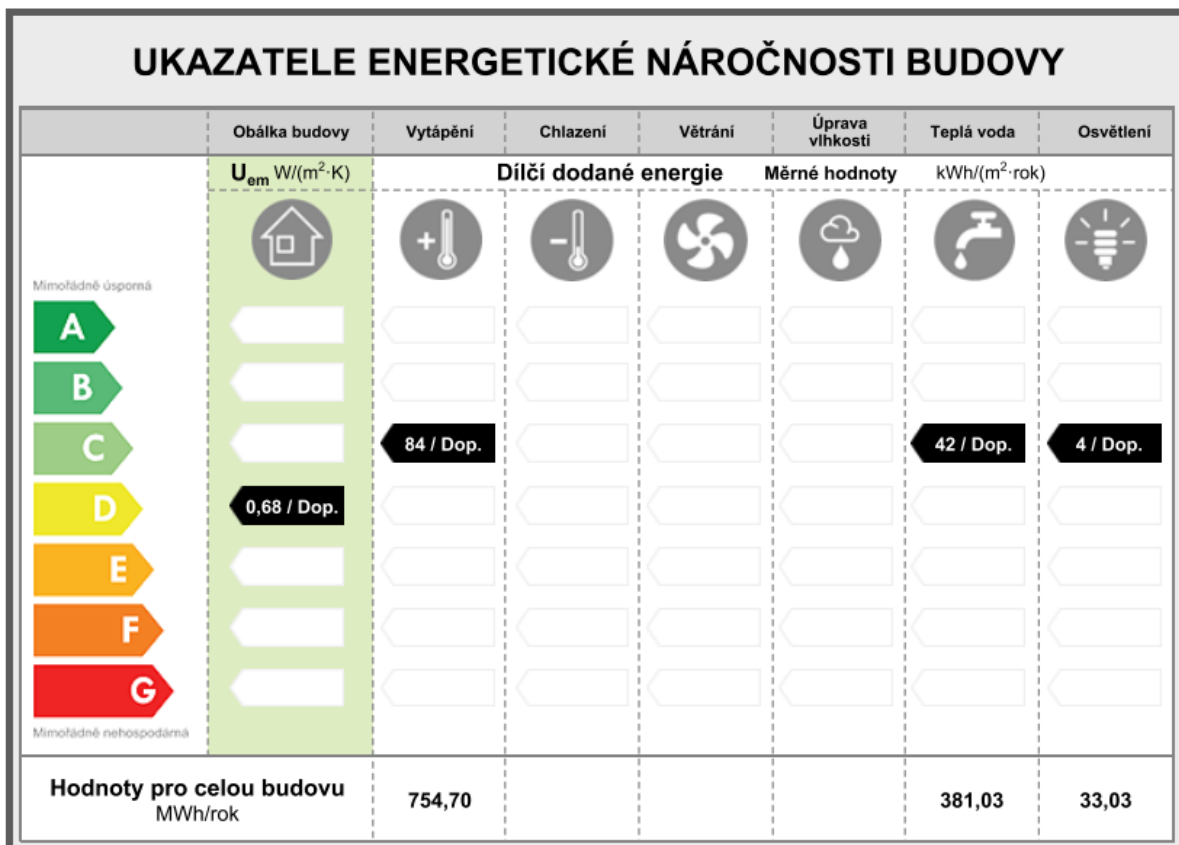 UKAZATELE ENERGETICKÉ NÁROČNOSTI BUDOVY
Obálka budovy Vytápění Chlazení Větrání Úprava vlhkosti Teplá voda Osvětlení
Uem W/(m²·K) Dílčí dodané energie Měrné hodnoty kWh/(m²·rok)
Mimořádně úsporná
A
B
C 84 / Dop. 42 / Dop. 4 / Dop.
D 0,68 / Dop.
E
F
G
Mimořádně nehospodárná
Hodnoty pro celou budovu
MWh/rok
754,70 381,03 33,03